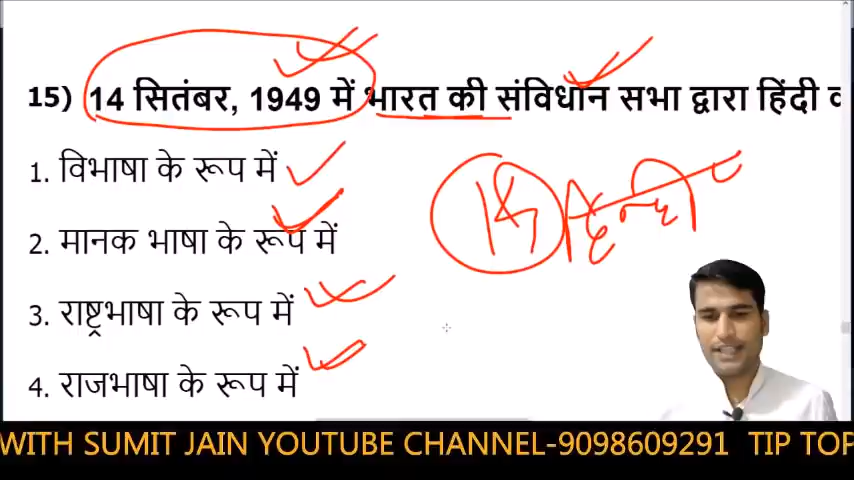 15) 14 सितंबर, 1949 में भारत की संविधान सभा द्वारा हिंदी
1. विभाषा के रूप में
2. मानक भाषा के रूप में
3. राष्ट्रभाषा के रूप में
4. राजभाषा के रूप में
हिन्दी
WITH SUMIT JAIN YOUTUBE CHANNEL-9098609291 TIP TOP